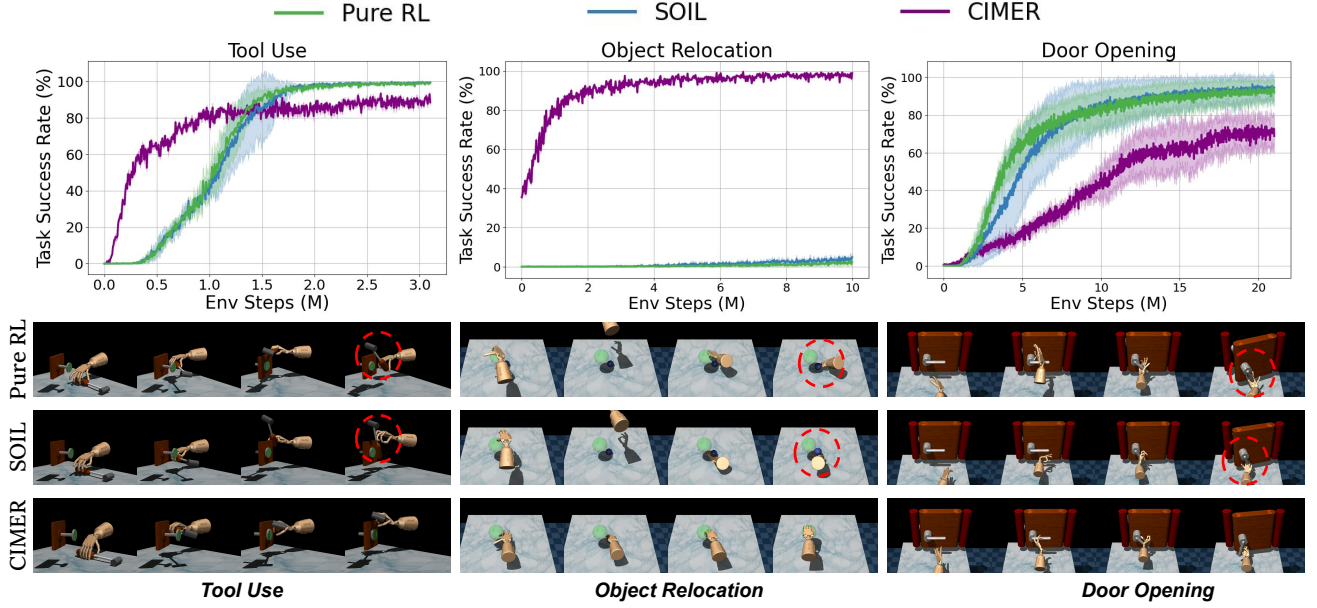 Pure RL SOIL CIMER
Tool Use
Task Success Rate (%)
100
80
60
40
20
0
0.0 0.5 1.0 1.5 2.0 2.5 3.0
Env Steps (M)
Object Relocation
Task Success Rate (%)
100
80
60
40
20
0
0 2 4 6 8 10
Env Steps (M)
Door Opening
Task Success Rate (%)
100
80
60
40
20
0
0 5 10 15 20
Env Steps (M)
Pure RL
SOIL
CIMER
Tool Use Object Relocation Door Opening